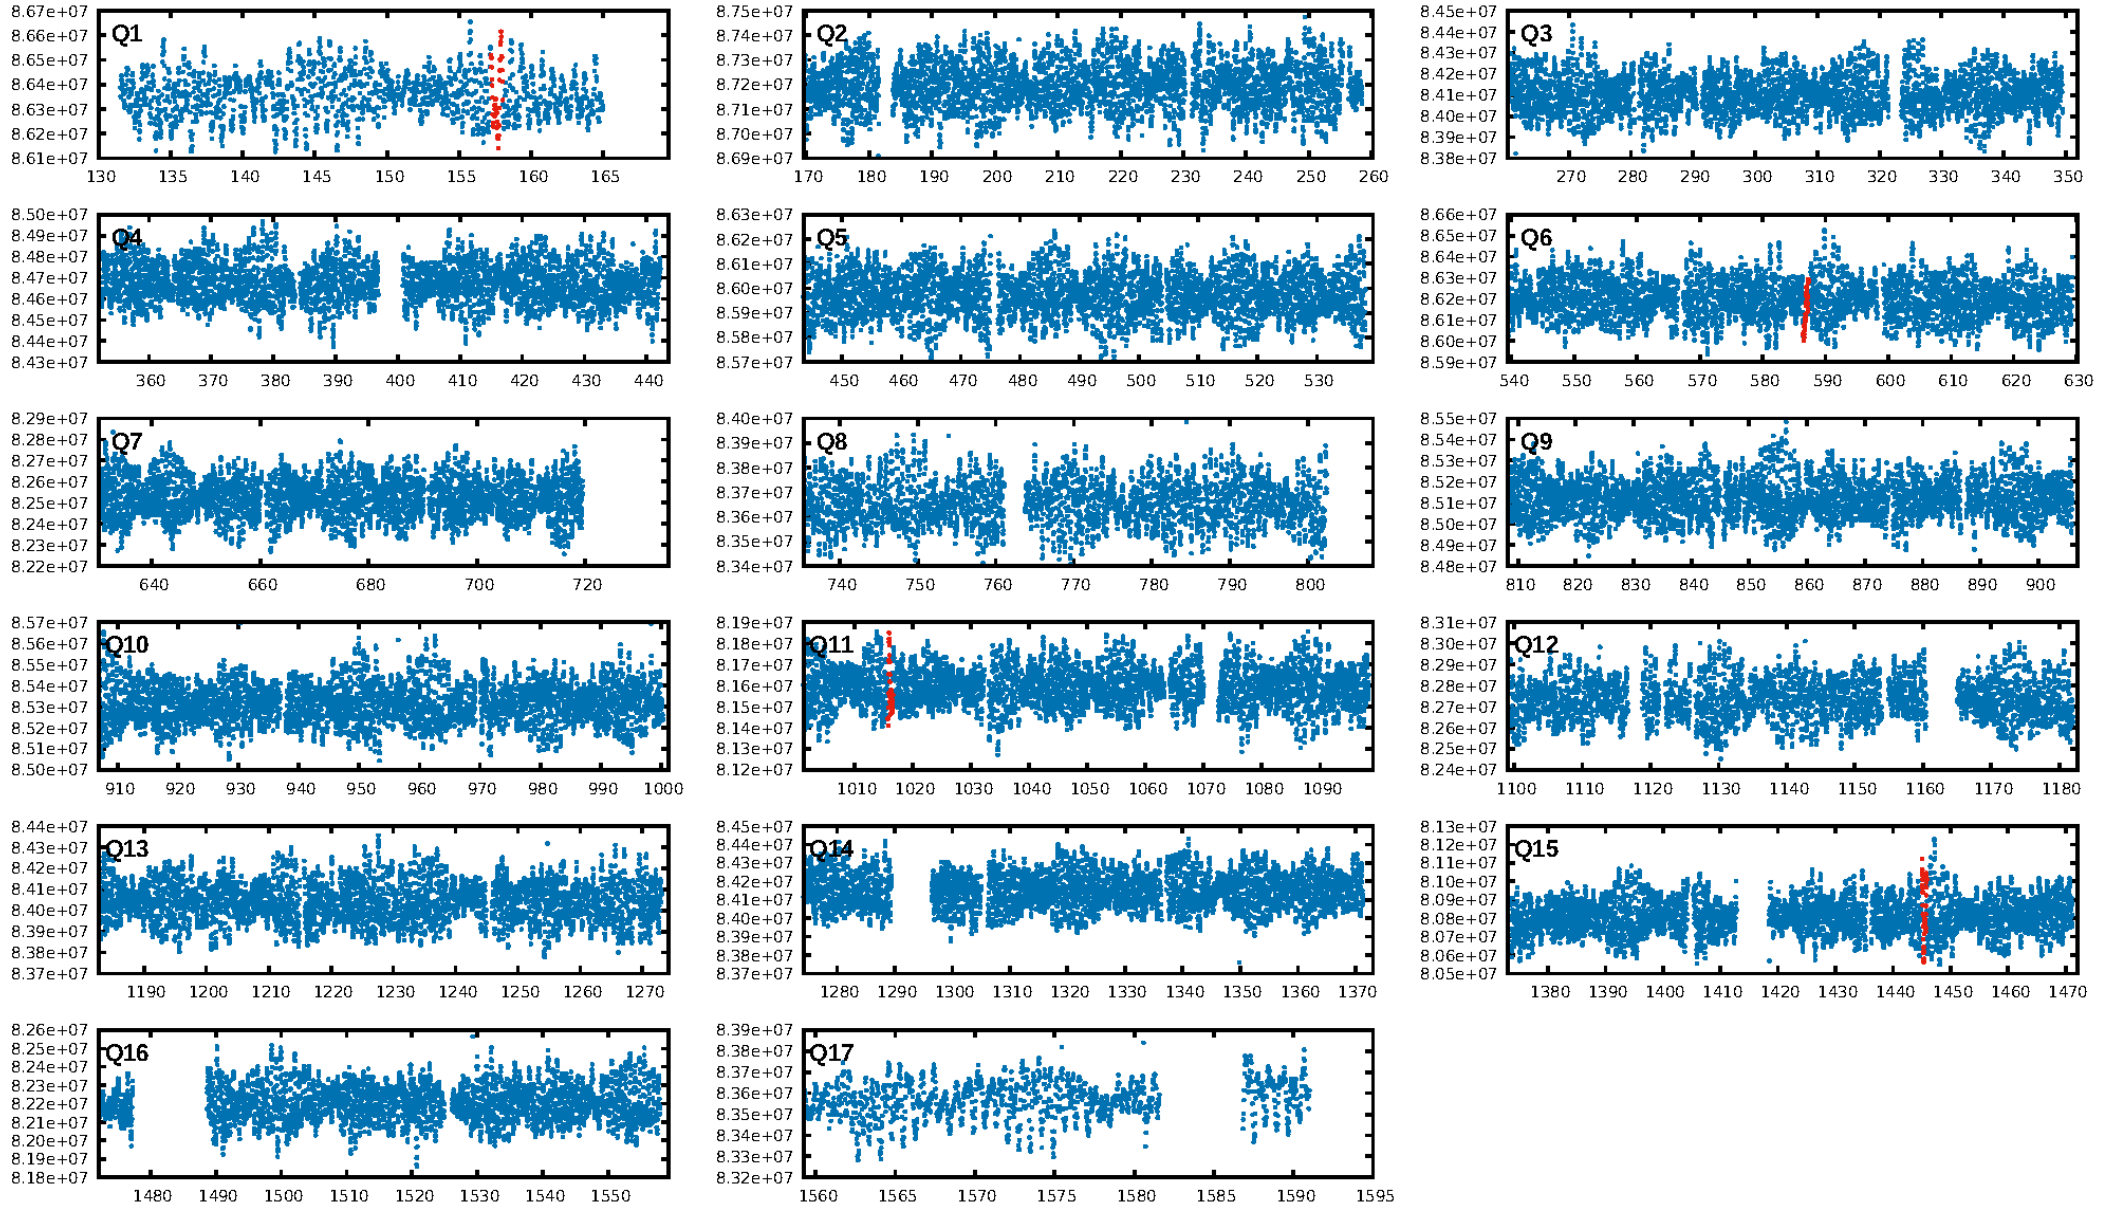 Q1
8.67e+07
8.66e+07
8.65e+07
8.64e+07
8.63e+07
8.62e+07
8.61e+07
130 135 140 145 150 155 160 165
Q2
8.75e+07
8.74e+07
8.73e+07
8.72e+07
8.71e+07
8.70e+07
8.69e+07
170 180 190 200 210 220 230 240 250 260
Q3
8.45e+07
8.44e+07
8.43e+07
8.42e+07
8.41e+07
8.40e+07
8.39e+07
8.38e+07
270 280 290 300 310 320 330 340 350
Q4
8.50e+07
8.49e+07
8.48e+07
8.47e+07
8.46e+07
8.45e+07
8.44e+07
8.43e+07
360 370 380 390 400 410 420 430 440
Q5
8.63e+07
8.62e+07
8.61e+07
8.60e+07
8.59e+07
8.58e+07
8.57e+07
450 460 470 480 490 500 510 520 530
Q6
8.66e+07
8.65e+07
8.64e+07
8.63e+07
8.62e+07
8.61e+07
8.60e+07
8.59e+07
540 550 560 570 580 590 600 610 620 630
Q7
8.29e+07
8.28e+07
8.27e+07
8.26e+07
8.25e+07
8.24e+07
8.23e+07
8.22e+07
640 660 680 700 720
Q8
8.40e+07
8.39e+07
8.38e+07
8.37e+07
8.36e+07
8.35e+07
8.34e+07
740 750 760 770 780 790 800
Q9
8.55e+07
8.54e+07
8.53e+07
8.52e+07
8.51e+07
8.50e+07
8.49e+07
8.48e+07
810 820 830 840 850 860 870 880 890 900
Q10
8.57e+07
8.56e+07
8.55e+07
8.54e+07
8.53e+07
8.52e+07
8.51e+07
8.50e+07
910 920 930 940 950 960 970 980 990 1000
Q11
8.19e+07
8.18e+07
8.17e+07
8.16e+07
8.15e+07
8.14e+07
8.13e+07
8.12e+07
1010 1020 1030 1040 1050 1060 1070 1080 1090
Q12
8.31e+07
8.30e+07
8.29e+07
8.28e+07
8.27e+07
8.26e+07
8.25e+07
8.24e+07
1100 1110 1120 1130 1140 1150 1160 1170 1180
Q13
8.44e+07
8.43e+07
8.42e+07
8.41e+07
8.40e+07
8.39e+07
8.38e+07
8.37e+07
1190 1200 1210 1220 1230 1240 1250 1260 1270
Q14
8.45e+07
8.44e+07
8.43e+07
8.42e+07
8.41e+07
8.40e+07
8.39e+07
8.38e+07
8.37e+07
1280 1290 1300 1310 1320 1330 1340 1350 1360 1370
Q15
8.13e+07
8.12e+07
8.11e+07
8.10e+07
8.09e+07
8.08e+07
8.07e+07
8.06e+07
8.05e+07
1380 1390 1400 1410 1420 1430 1440 1450 1460 1470
Q16
8.26e+07
8.25e+07
8.24e+07
8.23e+07
8.22e+07
8.21e+07
8.20e+07
8.19e+07
8.18e+07
1480 1490 1500 1510 1520 1530 1540 1550
Q17
8.39e+07
8.38e+07
8.37e+07
8.36e+07
8.35e+07
8.34e+07
8.33e+07
8.32e+07
1560 1565 1570 1575 1580 1585 1590 1595